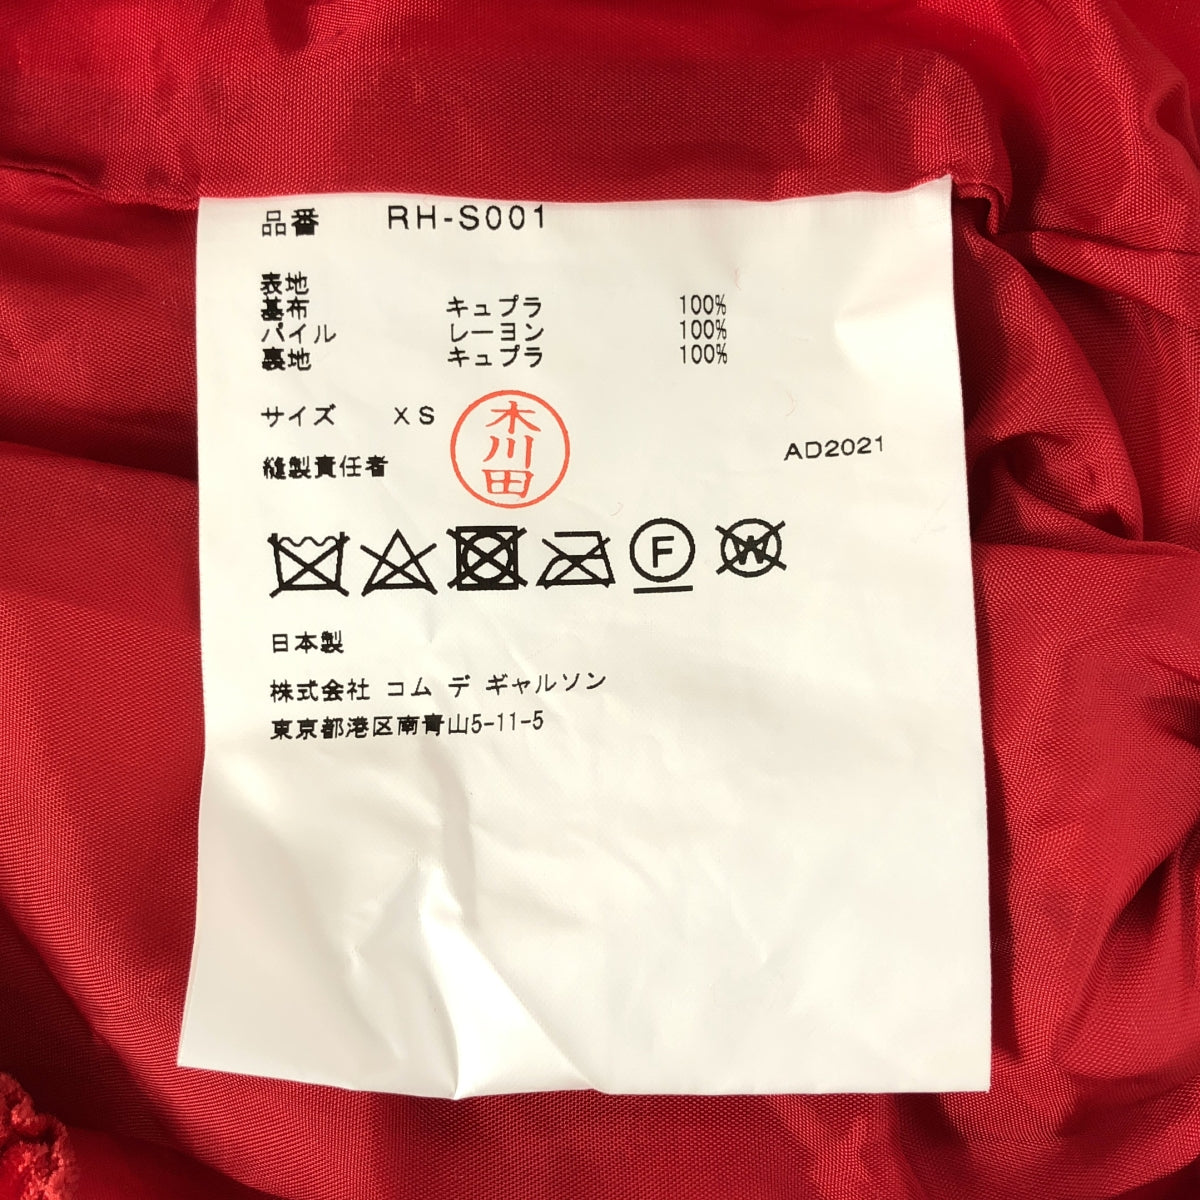 品番 RH-S001
表地
基布 キュプラ 100%
パイル レーヨン 100%
裏地 キュプラ 100%
サイズ XS
木川田
縫製責任者
AD2021
F
W
日本製
株式会社 コム デ ギャルソン
東京都港区南青山5-11-5